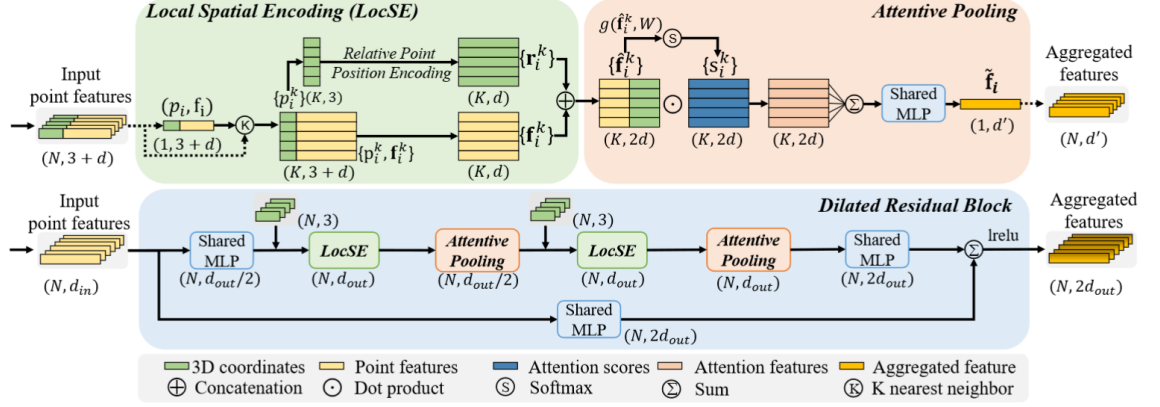 Local Spatial Encoding (LocSE)
Attentive Pooling
Input
point features
(N, 3 + d)
(p_i, f_i)
(1, 3 + d)
K
{p_i^k}(K, 3)
Relative Point
Position Encoding
{r_i^k}
(K, d)
(K, 3 + d)
{p_i^k, f_i^k}
{f_i^k}
(K, d)
g(f̂_i^k, W)
S
{f̂_i^k}
{s_i^k}
(K, 2d)
(K, 2d)
(K, 2d)
Σ
Shared
MLP
f̃_i
(1, d')
Aggregated
features
(N, d')
Dilated Residual Block
Input
point features
(N, d_in)
Shared
MLP
(N, d_out/2)
(N, 3)
LocSE
(N, d_out)
Attentive
Pooling
(N, d_out/2)
(N, 3)
LocSE
(N, d_out)
Attentive
Pooling
(N, d_out)
Shared
MLP
(N, 2d_out)
Σ
lrelu
Shared
MLP
(N, 2d_out)
Aggregated
features
(N, 2d_out)
3D coordinates
Point features
Attention scores
Attention features
Aggregated feature
Concatenation
Dot product
S Softmax
Σ Sum
K K nearest neighbor